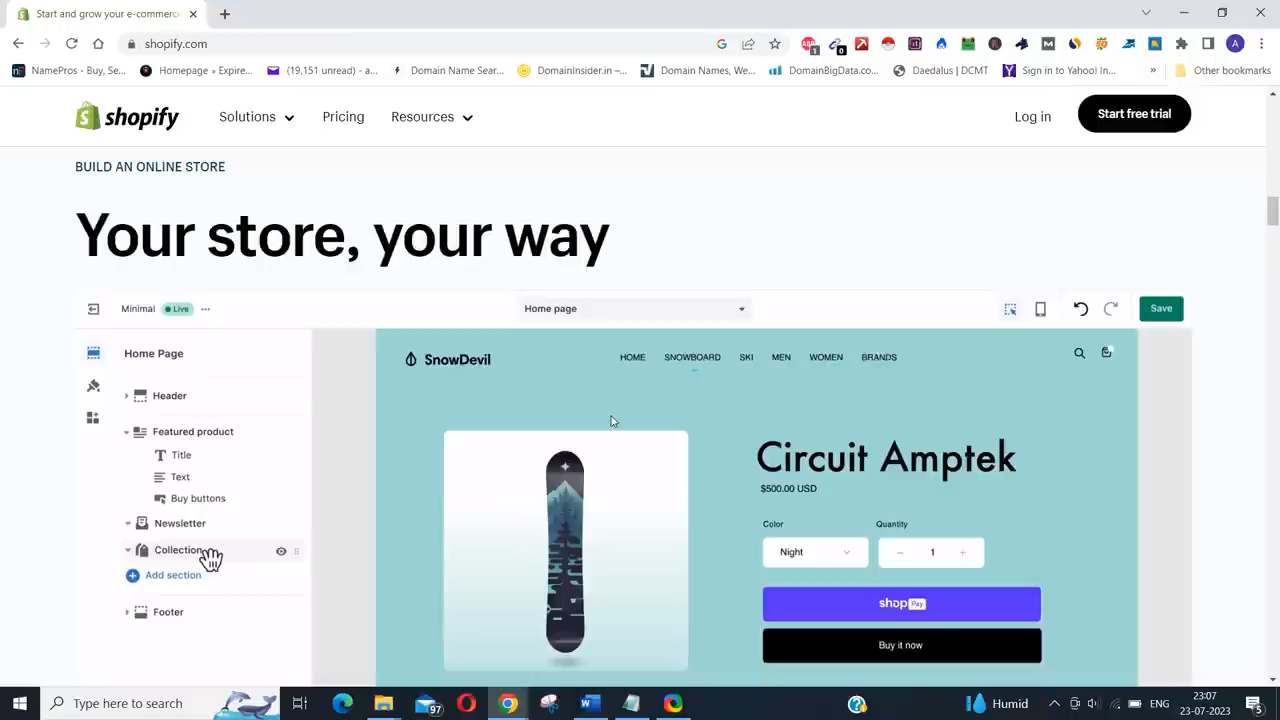 Start and grow your e-commerc
shopify.com
1
0
A
NamePros - Buy, Se...
Homepage » Expire...
(19,151 unread) - a...
Domain Name Sear...
DomainInsider.in –...
Domain Names, We...
DomainBigData.co...
Daedalus | DCMT
Sign in to Yahoo! In...
»
Other bookmarks
shopify
Solutions
Pricing
Resources
Log in
Start free trial
BUILD AN ONLINE STORE
Your store, your way
Minimal
Live
Home page
Save
Home Page
Header
Featured product
Title
Text
Buy buttons
Newsletter
Collection
Add section
Footer
SnowDevil
HOME
SNOWBOARD
SKI
MEN
WOMEN
BRANDS
Circuit Amptek
$500.00 USD
Color
Quantity
Night
1
shop Pay
Buy it now
Type here to search
97
Humid
ENG
23:07
23-07-2023
5